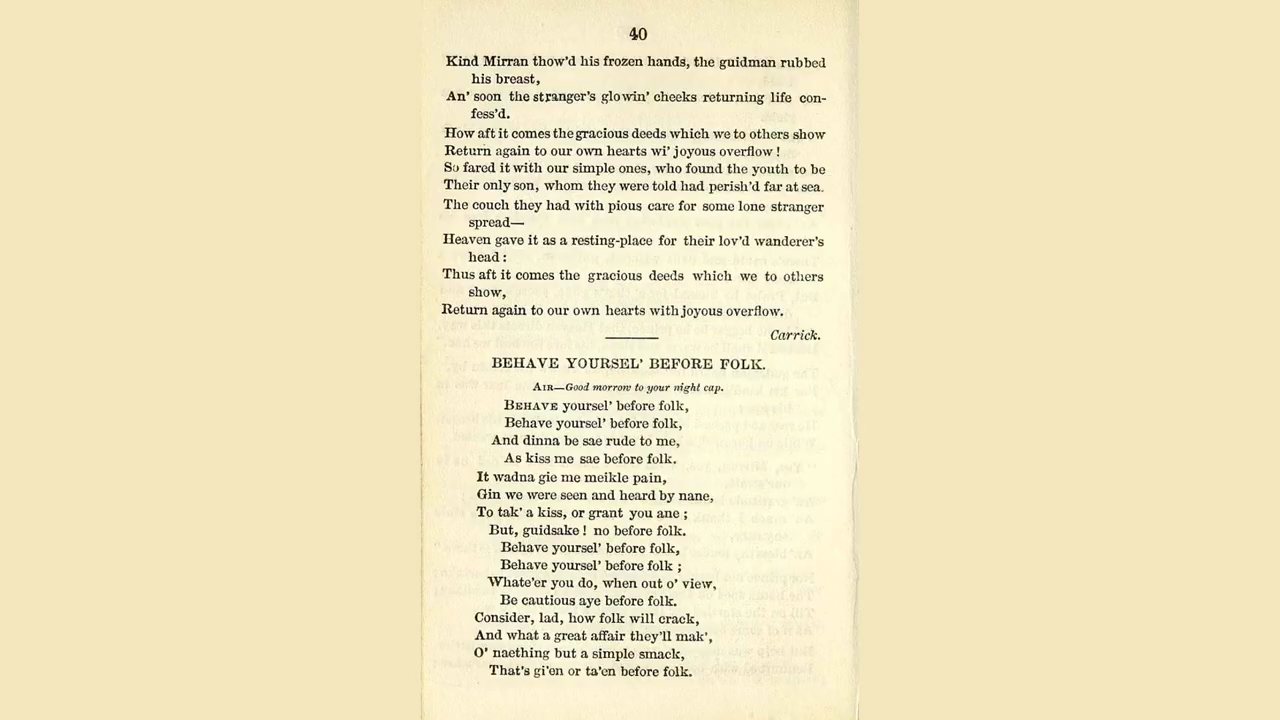 40
Kind Mirran thow'd his frozen hands, the guidman rubbed
his breast,
An' soon the stranger's glowin' cheeks returning life con-
fess'd.
How aft it comes the gracious deeds which we to others show
Return again to our own hearts wi' joyous overflow!
So fared it with our simple ones, who found the youth to be
Their only son, whom they were told had perish'd far at sea.
The couch they had with pious care for some lone stranger
spread—
Heaven gave it as a resting-place for their lov'd wanderer's
head:
Thus aft it comes the gracious deeds which we to others
show,
Return again to our own hearts with joyous overflow.
Carrick.
BEHAVE YOURSEL' BEFORE FOLK.
AIR—Good morrow to your night cap.
BEHAVE yoursel' before folk,
Behave yoursel' before folk,
And dinna be sae rude to me,
As kiss me sae before folk.
It wadna gie me meikle pain,
Gin we were seen and heard by nane,
To tak' a kiss, or grant you ane;
But, guidsake! no before folk.
Behave yoursel' before folk,
Behave yoursel' before folk;
Whate'er you do, when out o' view,
Be cautious aye before folk.
Consider, lad, how folk will crack,
And what a great affair they'll mak',
O' naething but a simple smack,
That's gi'en or ta'en before folk.